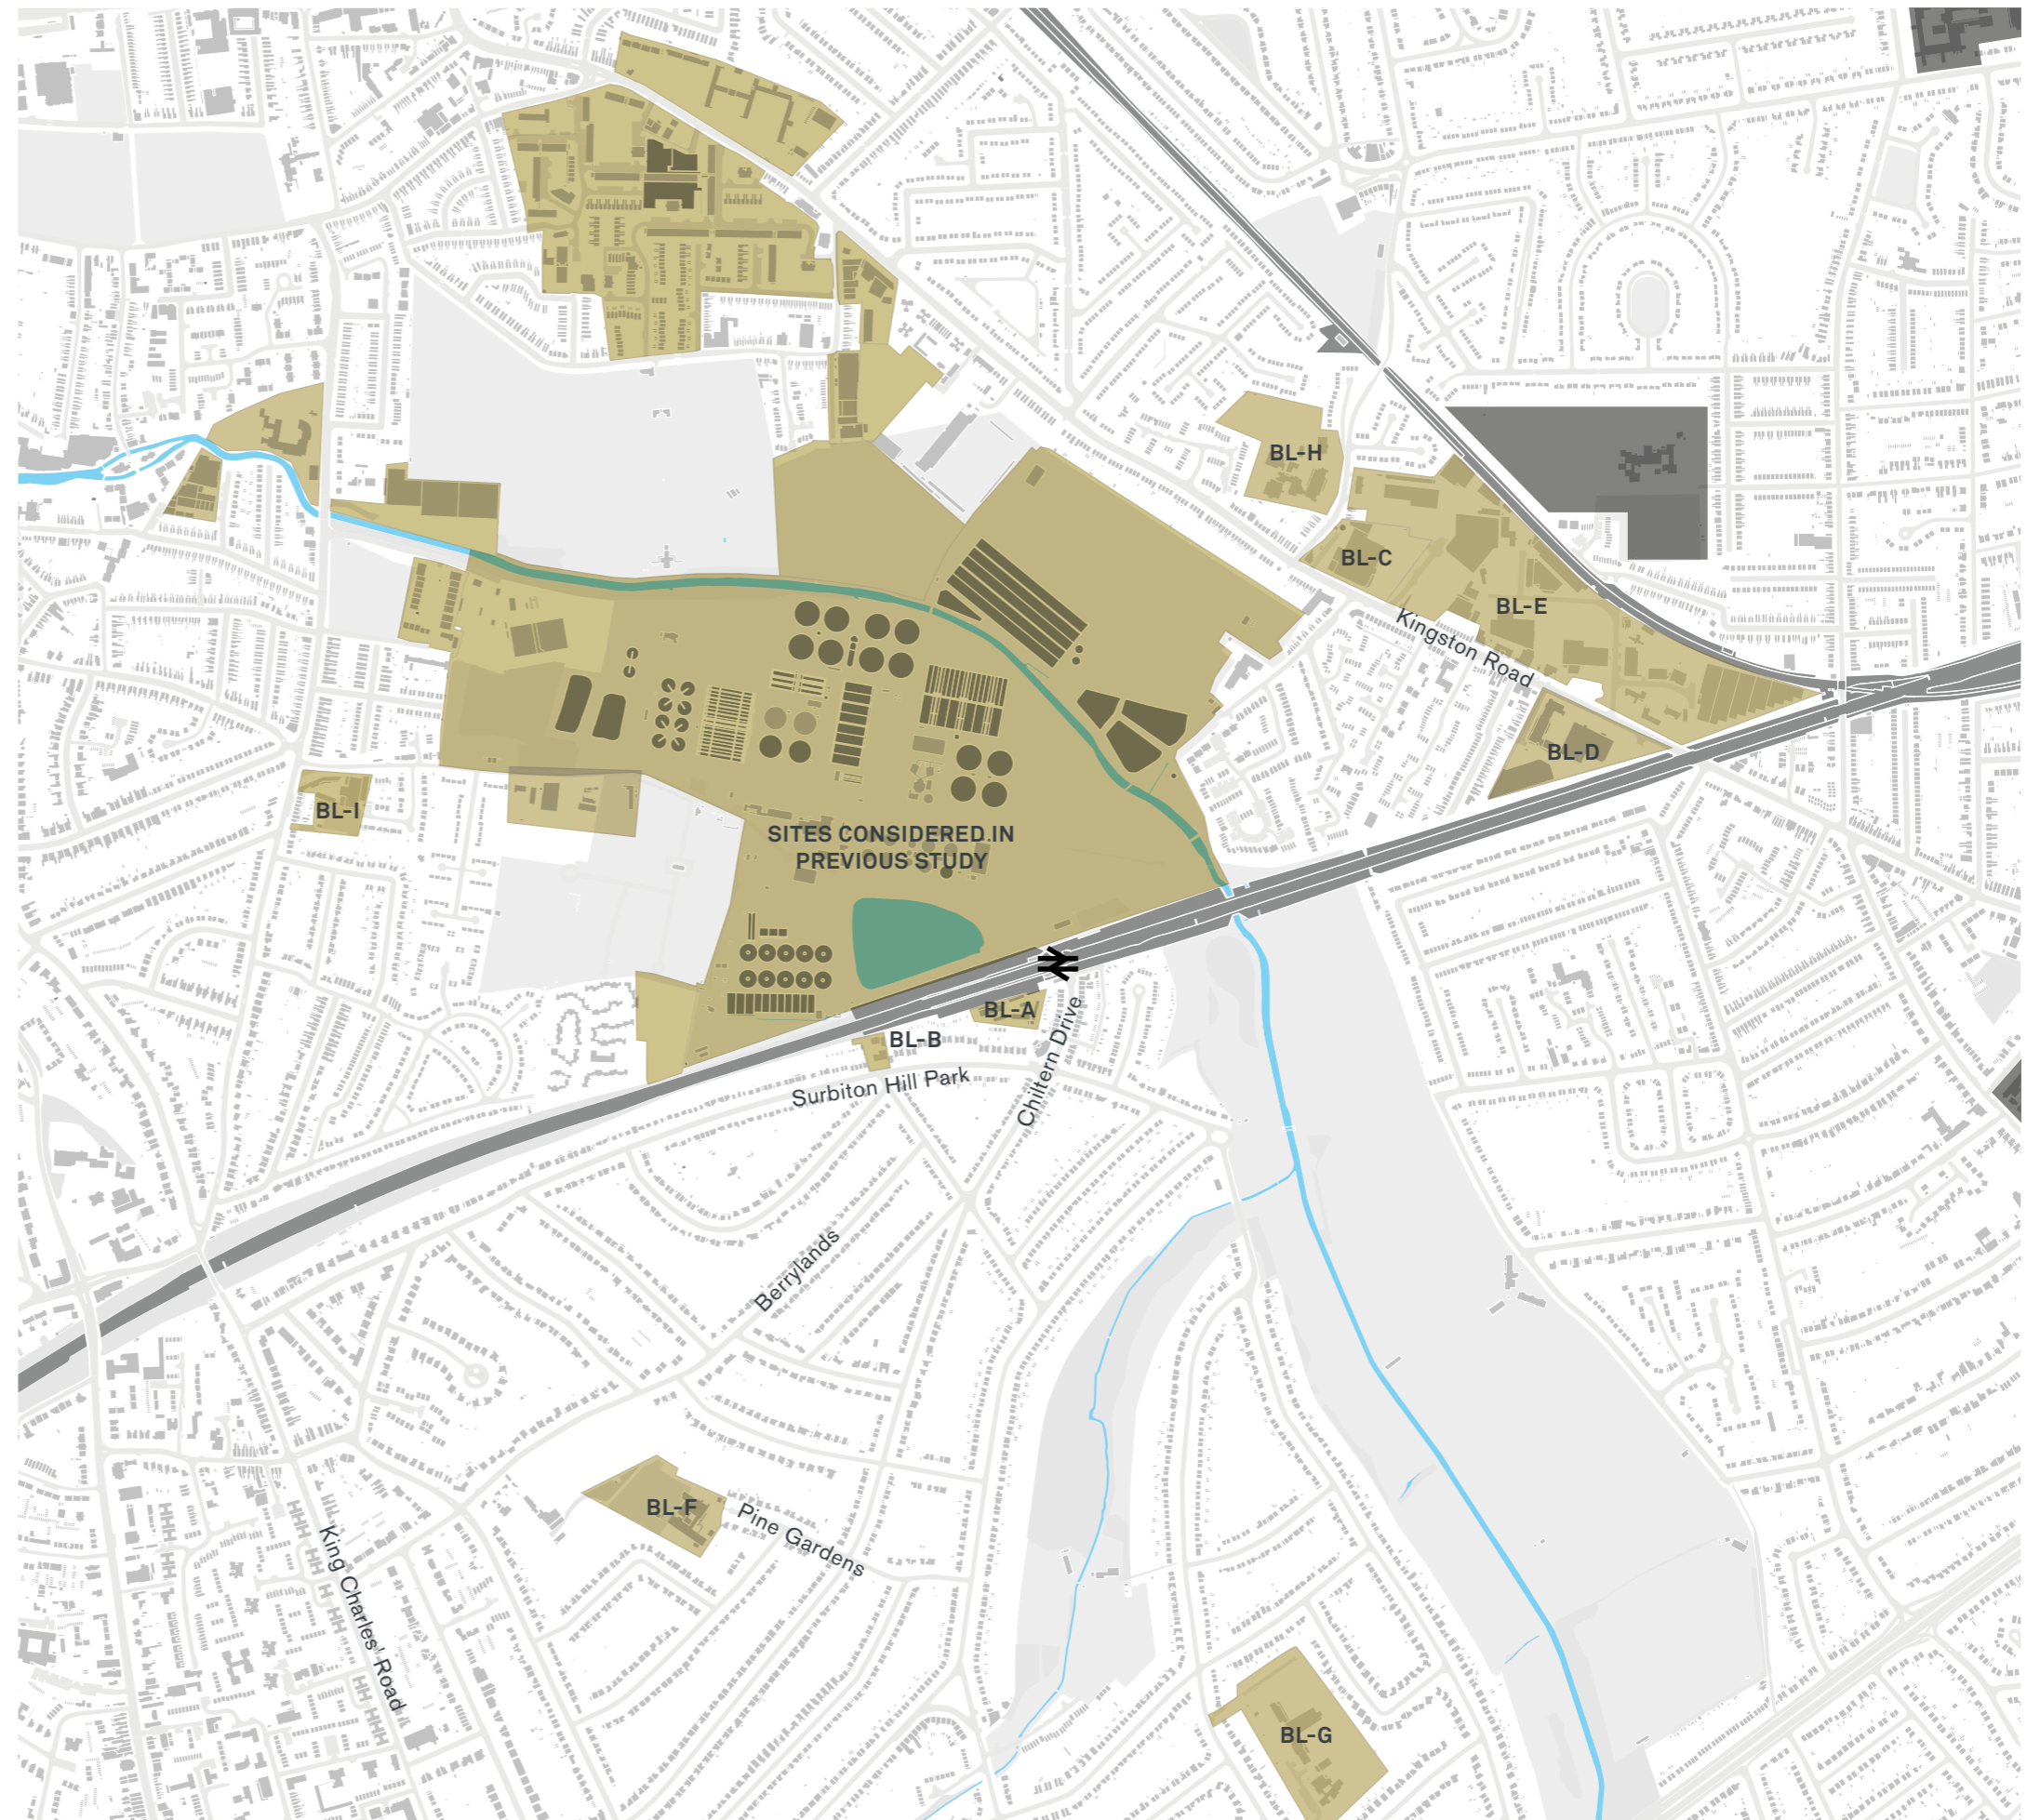 BL-H
BL-C
BL-E
Kingston Road
BL-D
BL-I
SITES CONSIDERED IN
PREVIOUS STUDY
BL-A
BL-B
Surbiton Hill Park
Chiltern Drive
Berrylands
BL-F
Pine Gardens
King Charles' Road
BL-G